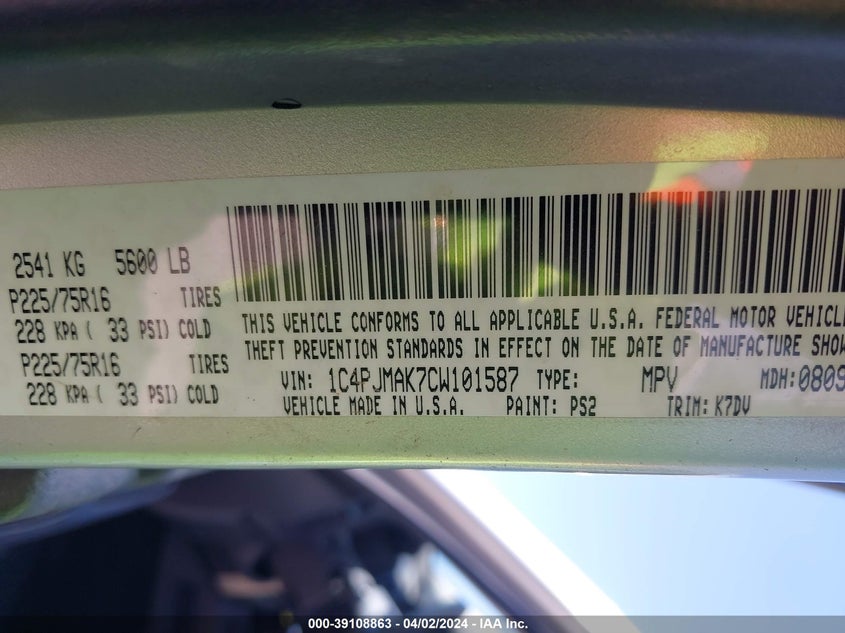 2541 KG 5600 LB
P225/75R16 TIRES
228 KPA ( 33 PSI) COLD
P225/75R16 TIRES
228 KPA ( 33 PSI) COLD
THIS VEHICLE CONFORMS TO ALL APPLICABLE U.S.A. FEDERAL MOTOR VEHICLE
THEFT PREVENTION STANDARDS IN EFFECT ON THE DATE OF MANUFACTURE SHOW
VIN: 1C4PJMAK7CW101587 TYPE: MPV MDH:0809
VEHICLE MADE IN U.S.A. PAINT: PS2 TRIM: K7DV
000-39108863 - 04/02/2024 - IAA Inc.